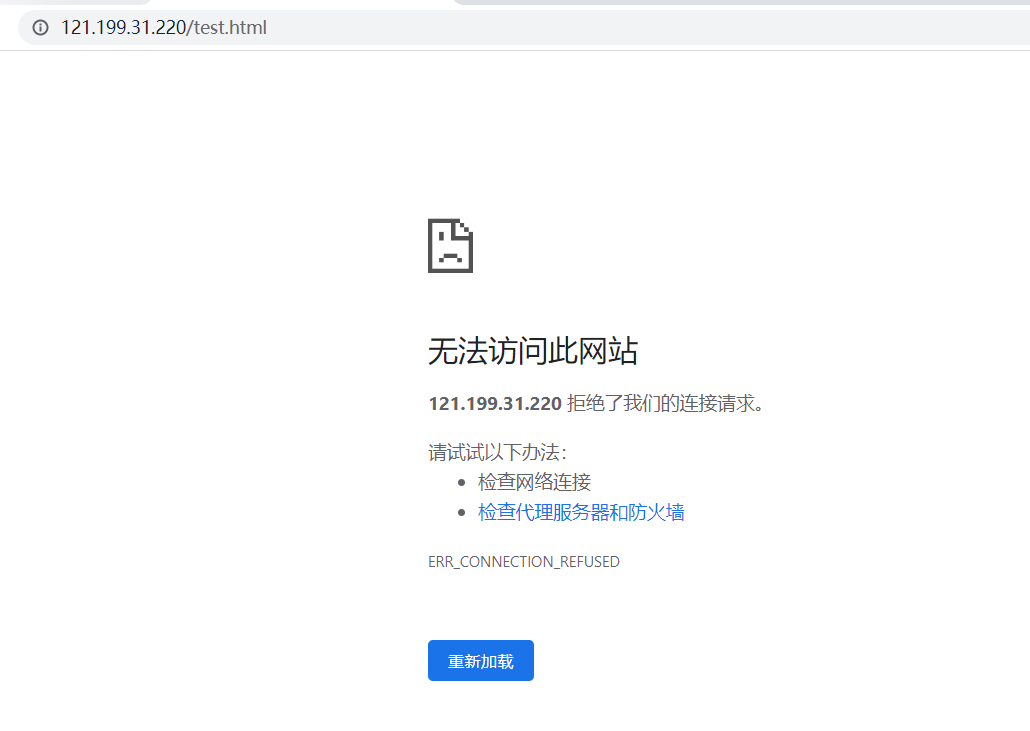 121.199.31.220/test.html
无法访问此网站
121.199.31.220 拒绝了我们的连接请求。
请试试以下办法：
检查网络连接
检查代理服务器和防火墙
ERR_CONNECTION_REFUSED
重新加载